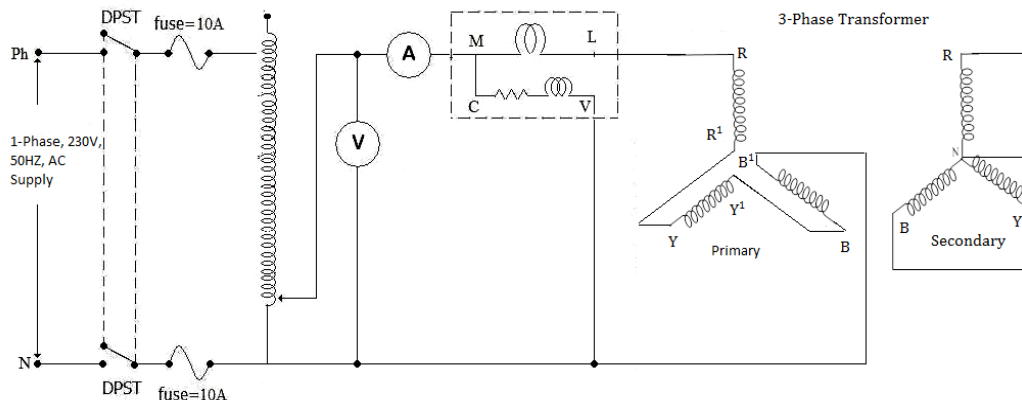 DPST
fuse=10A
3-Phase Transformer
Ph
A
M
L
R
R
C
V
1-Phase, 230V,
50HZ, AC
Supply
V
R¹
B¹
N
Y¹
Y
B
Primary
B
Secondary
Y
N
DPST
fuse=10A